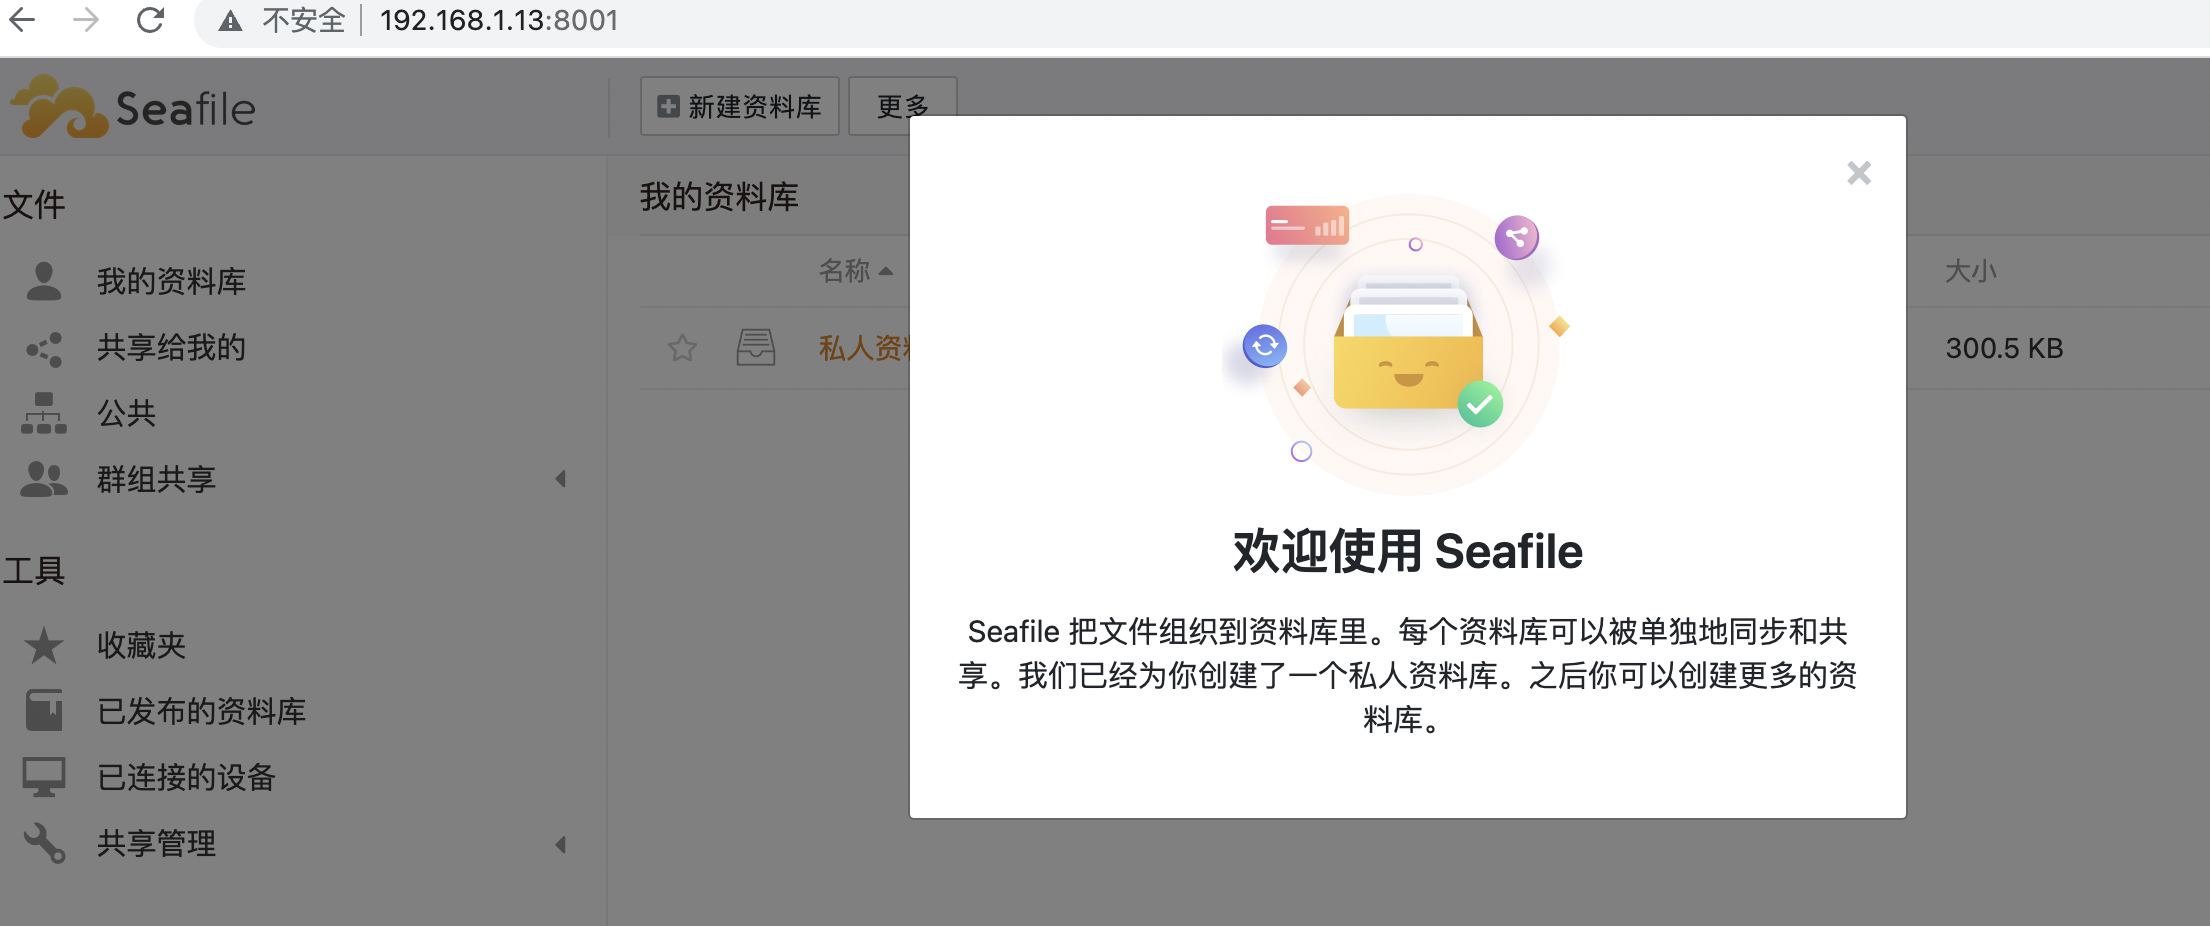 不安全 | 192.168.1.13:8001
Seafile
新建资料库
更多
文件
我的资料库
共享给我的
公共
群组共享
工具
收藏夹
已发布的资料库
已连接的设备
共享管理
我的资料库
名称
大小
私人资
300.5 KB
欢迎使用 Seafile
Seafile 把文件组织到资料库里。每个资料库可以被单独地同步和共
享。我们已经为你创建了一个私人资料库。之后你可以创建更多的资
料库。